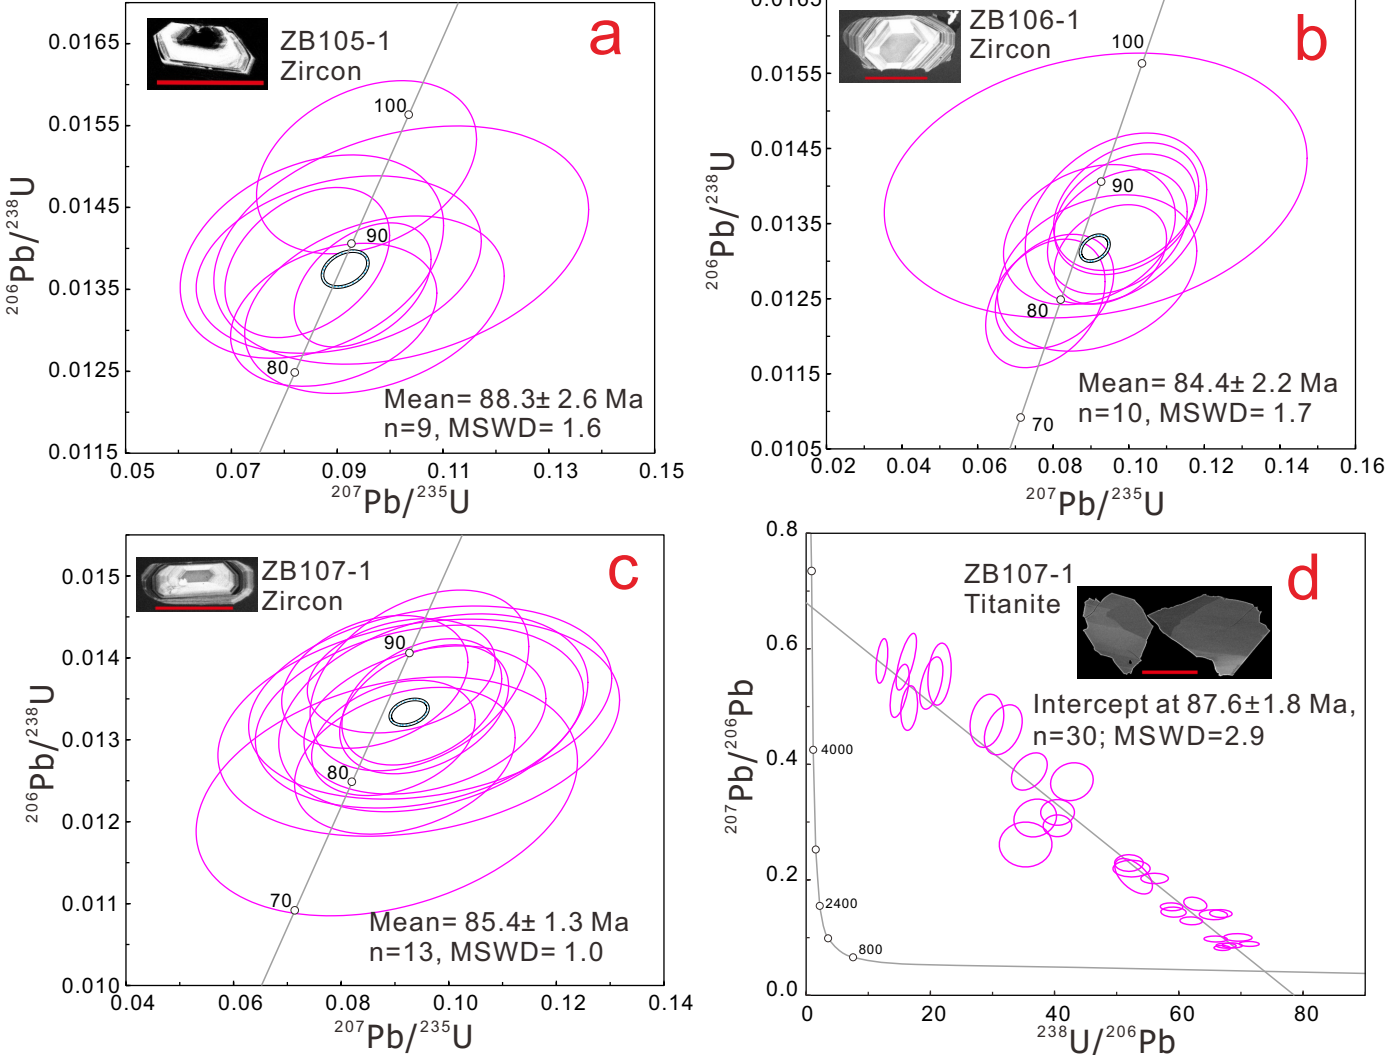 a
ZB105-1
Zircon
0.0165
0.0155
0.0145
0.0135
0.0125
0.0115
206Pb/238U
100
90
80
Mean= 88.3± 2.6 Ma
n=9, MSWD= 1.6
0.05 0.07 0.09 0.11 0.13 0.15
207Pb/235U
b
ZB106-1
Zircon
0.0165
0.0155
0.0145
0.0135
0.0125
0.0115
0.0105
206Pb/238U
100
90
80
70
Mean= 84.4± 2.2 Ma
n=10, MSWD= 1.7
0.02 0.04 0.06 0.08 0.10 0.12 0.14 0.16
207Pb/235U
c
ZB107-1
Zircon
0.015
0.014
0.013
0.012
0.011
0.010
206Pb/238U
90
80
70
Mean= 85.4± 1.3 Ma
n=13, MSWD= 1.0
0.04 0.06 0.08 0.10 0.12 0.14
207Pb/235U
d
ZB107-1
Titanite
0.8
0.6
0.4
0.2
0.0
207Pb/206Pb
Intercept at 87.6±1.8 Ma,
n=30; MSWD=2.9
4000
2400
800
0 20 40 60 80
238U/206Pb